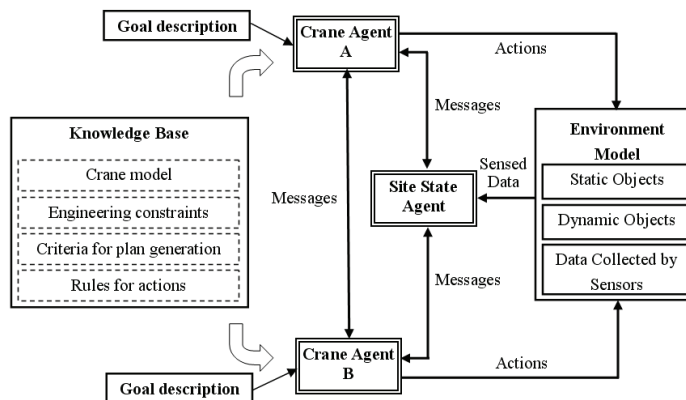 Goal description
Crane Agent
A
Actions
Messages
Knowledge Base
Crane model
Engineering constraints
Criteria for plan generation
Rules for actions
Messages
Site State
Agent
Sensed
Data
Environment
Model
Static Objects
Dynamic Objects
Data Collected by
Sensors
Messages
Crane Agent
B
Actions
Goal description